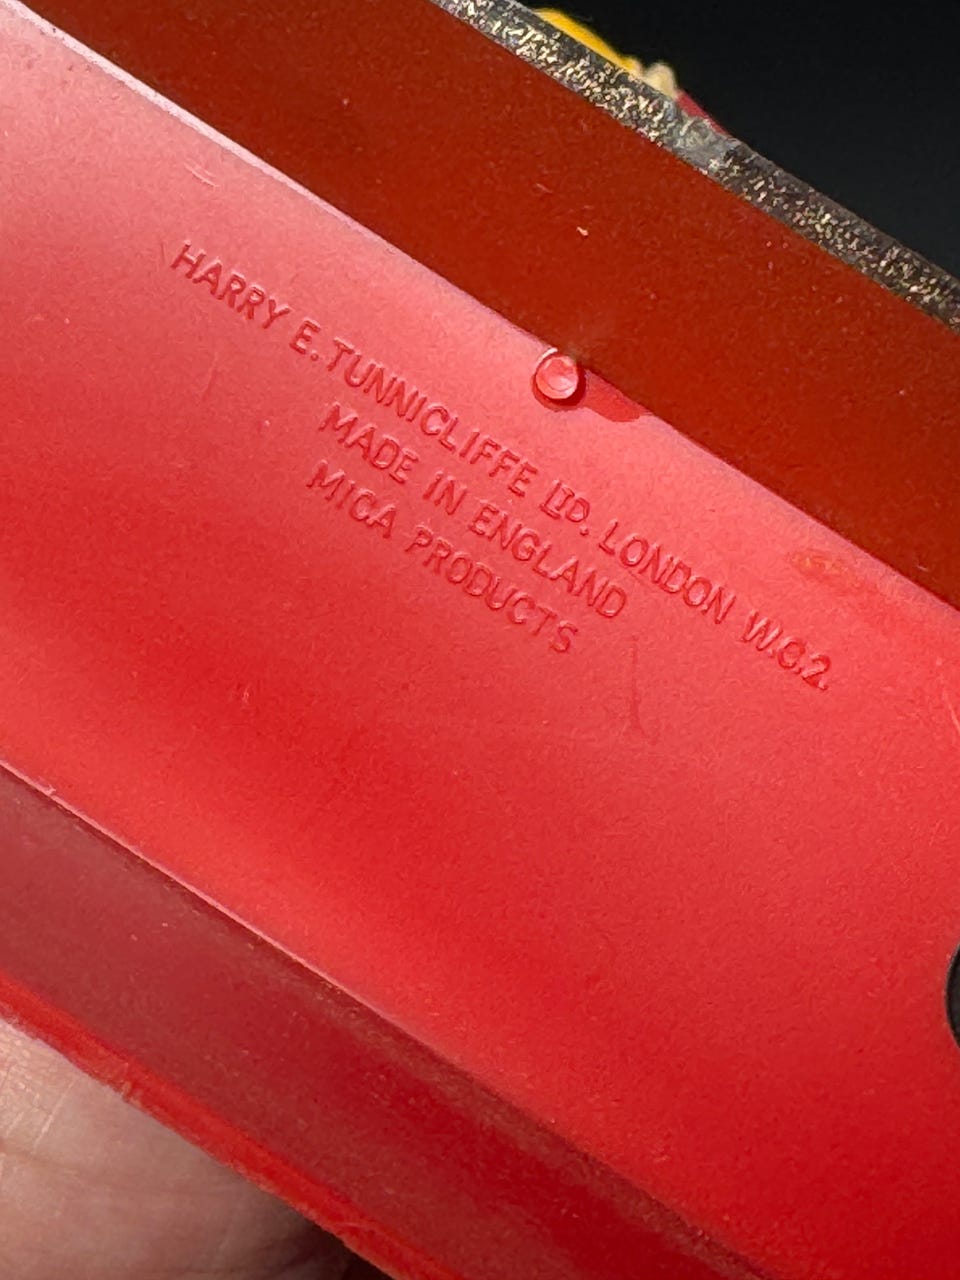 HARRY E. TUNNICLIFFE LTD. LONDON W.C.2.
MADE IN ENGLAND
MICA PRODUCTS